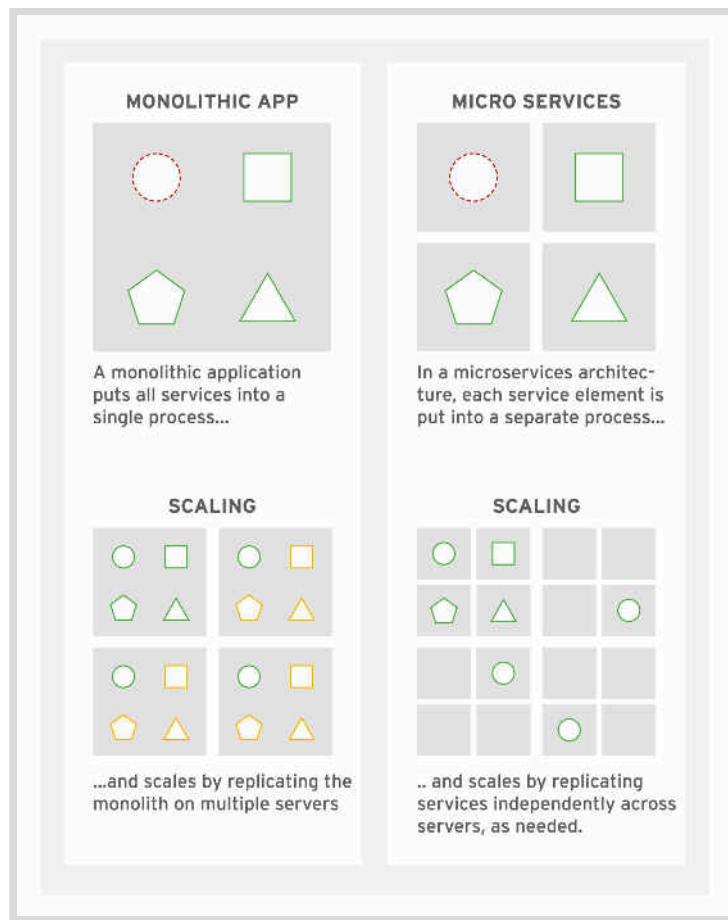 MONOLITHIC APP
A monolithic application
puts all services into a
single process...
SCALING
...and scales by replicating the
monolith on multiple servers
MICRO SERVICES
In a microservices architec-
ture, each service element is
put into a separate process...
SCALING
.. and scales by replicating
services independently across
servers, as needed.